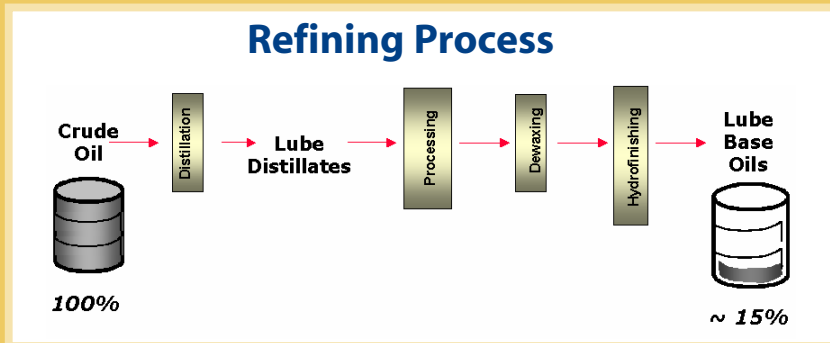 Refining Process
Crude
Oil
Distillation
Lube
Distillates
Processing
Dewaxing
Hydrofinishing
Lube
Base
Oils
100%
~ 15%